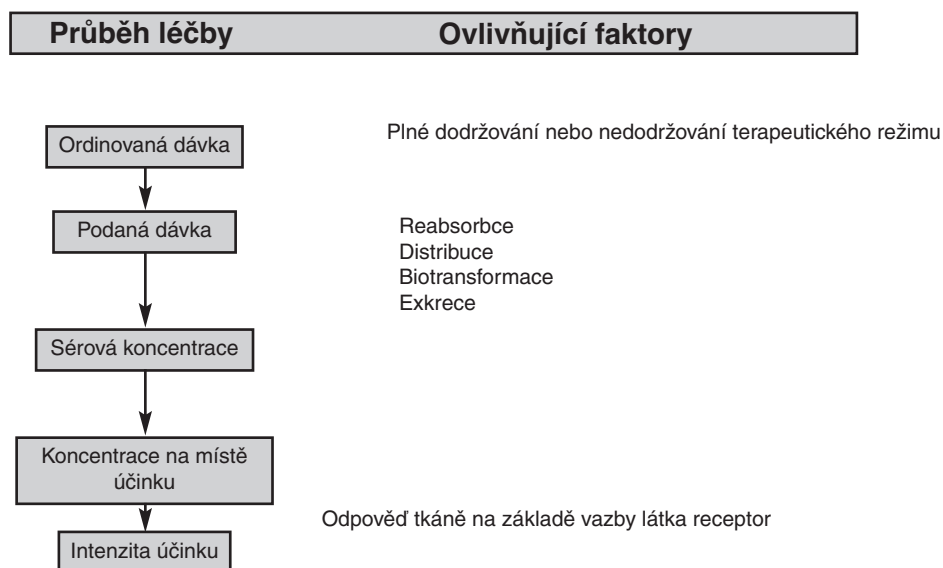 Průběh léčby Ovlivňující faktory
Ordinovaná dávka
Plné dodržování nebo nedodržování terapeutického režimu
Podaná dávka
Reabsorbce
Distribuce
Biotransformace
Exkrece
Sérová koncentrace
Koncentrace na místě
účinku
Odpověď tkáně na základě vazby látka receptor
Intenzita účinku